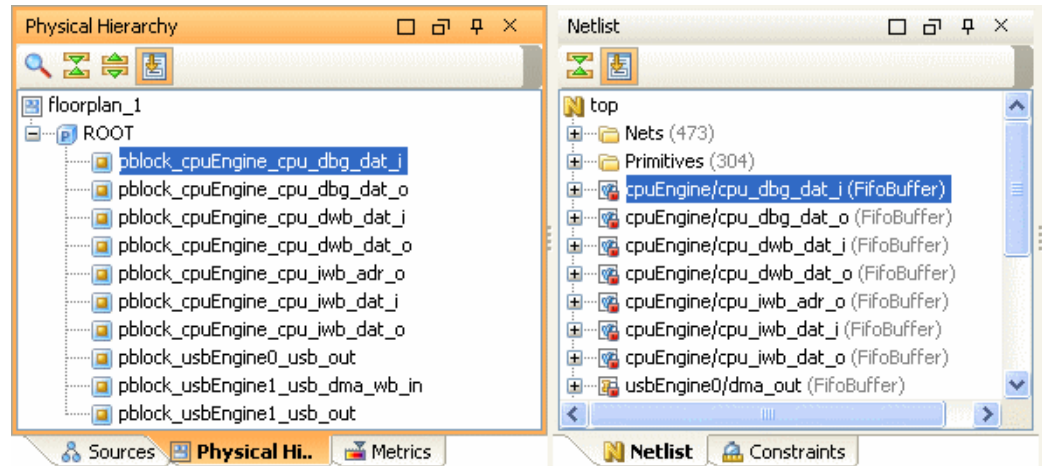 Physical Hierarchy
floorplan_1
ROOT
pblock_cpuEngine_cpu_dbg_dat_i
pblock_cpuEngine_cpu_dbg_dat_o
pblock_cpuEngine_cpu_dwb_dat_i
pblock_cpuEngine_cpu_dwb_dat_o
pblock_cpuEngine_cpu_iwb_adr_o
pblock_cpuEngine_cpu_iwb_dat_i
pblock_cpuEngine_cpu_iwb_dat_o
pblock_usbEngine0_usb_out
pblock_usbEngine1_usb_dma_wb_in
pblock_usbEngine1_usb_out
Sources Physical Hi.. Metrics
Netlist
N top
Nets (473)
Primitives (304)
cpuEngine/cpu_dbg_dat_i (FifoBuffer)
cpuEngine/cpu_dbg_dat_o (FifoBuffer)
cpuEngine/cpu_dwb_dat_i (FifoBuffer)
cpuEngine/cpu_dwb_dat_o (FifoBuffer)
cpuEngine/cpu_iwb_adr_o (FifoBuffer)
cpuEngine/cpu_iwb_dat_i (FifoBuffer)
cpuEngine/cpu_iwb_dat_o (FifoBuffer)
usbEngine0/dma_out (FifoBuffer)
N Netlist Constraints